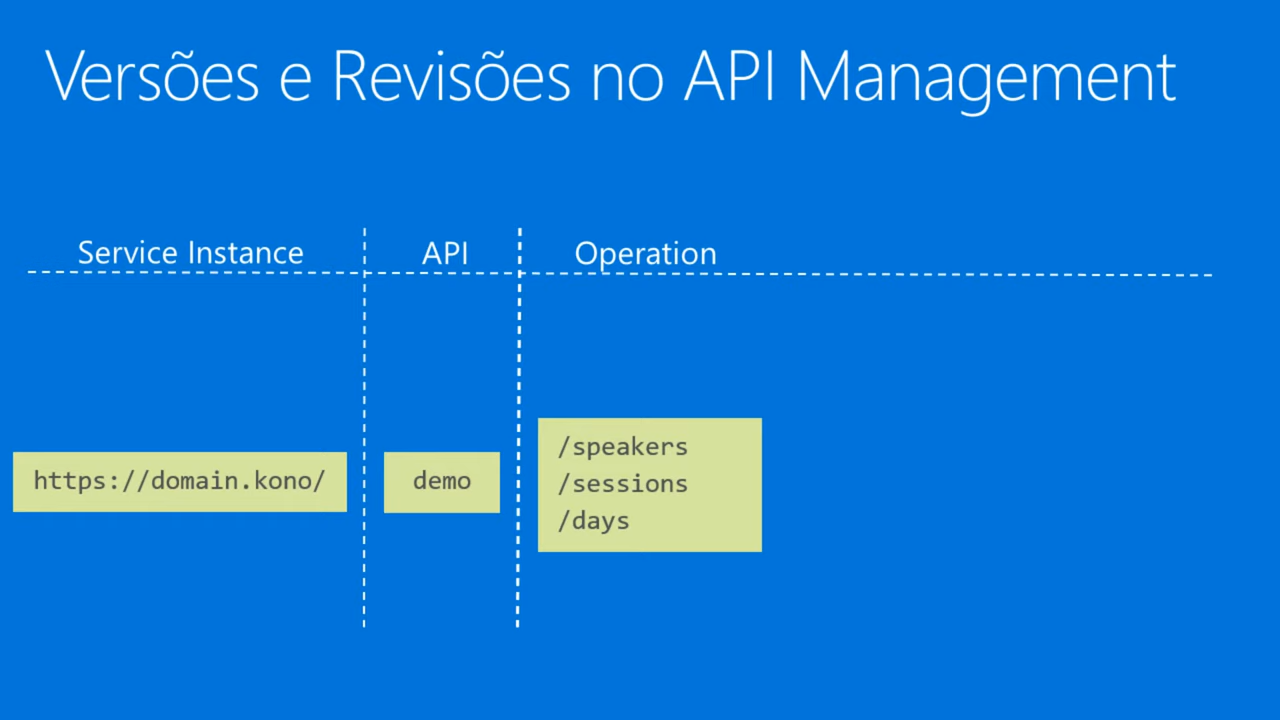 Versões e Revisões no API Management
Service Instance
API
Operation
https://domain.kono/
demo
/speakers
/sessions
/days